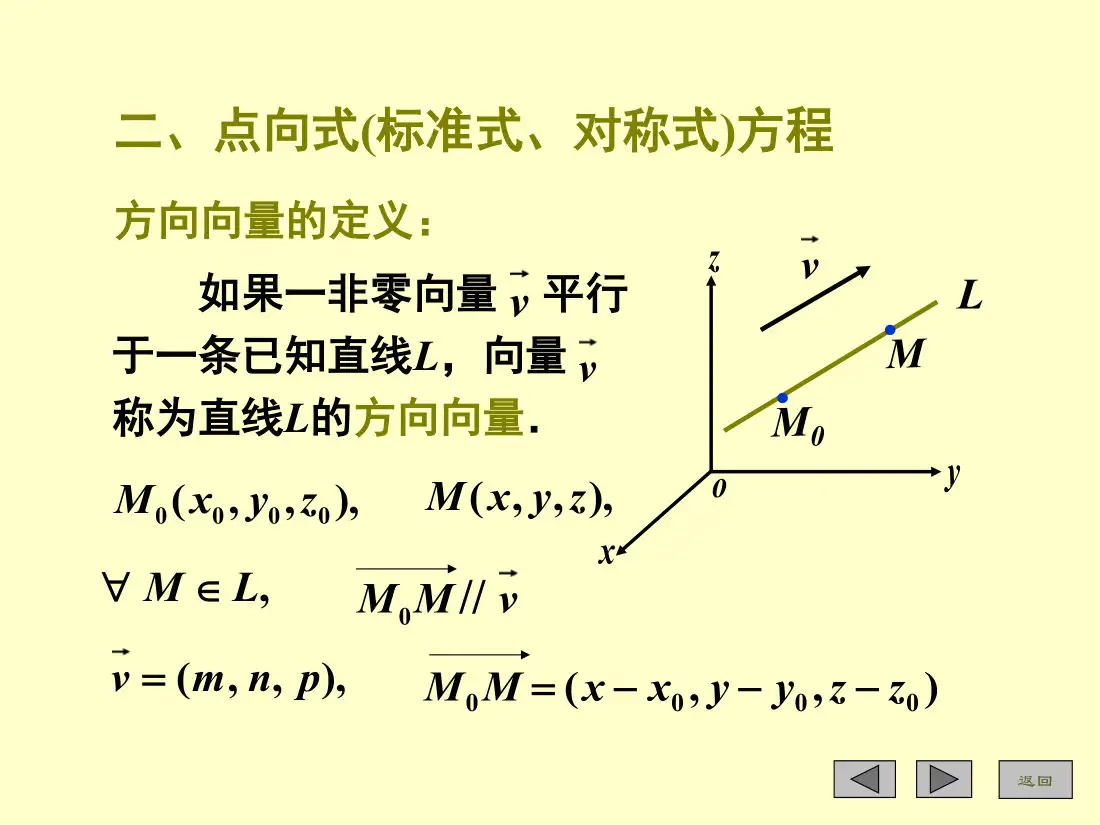 二、点向式(标准式、对称式)方程
方向向量的定义：
如果一非零向量 v⃗ 平行
于一条已知直线L，向量 v⃗
称为直线L的方向向量．
M₀(x₀, y₀, z₀), M(x, y, z),
∀ M ∈ L, M₀M // v⃗
v⃗ = (m, n, p), M₀M = (x − x₀, y − y₀, z − z₀)
z
v⃗
L
M
M₀
y
0
x
返回